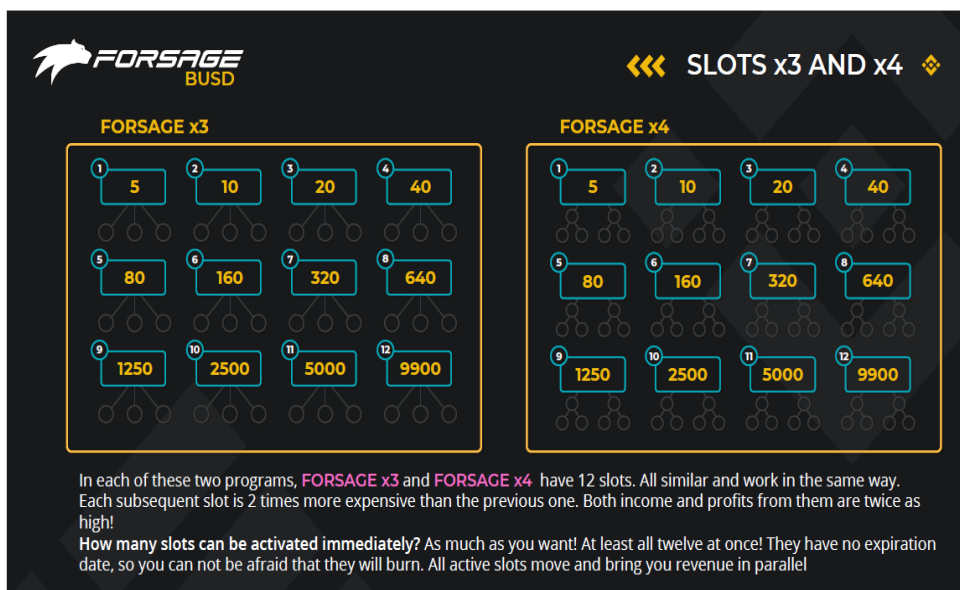 FORSAGE
BUSD
SLOTS x3 AND x4
FORSAGE x3
1 5 2 10 3 20 4 40
5 80 6 160 7 320 8 640
9 1250 10 2500 11 5000 12 9900
FORSAGE x4
1 5 2 10 3 20 4 40
5 80 6 160 7 320 8 640
9 1250 10 2500 11 5000 12 9900
In each of these two programs, FORSAGE x3 and FORSAGE x4 have 12 slots. All similar and work in the same way.
Each subsequent slot is 2 times more expensive than the previous one. Both income and profits from them are twice as
high!
How many slots can be activated immediately? As much as you want! At least all twelve at once! They have no expiration
date, so you can not be afraid that they will burn. All active slots move and bring you revenue in parallel